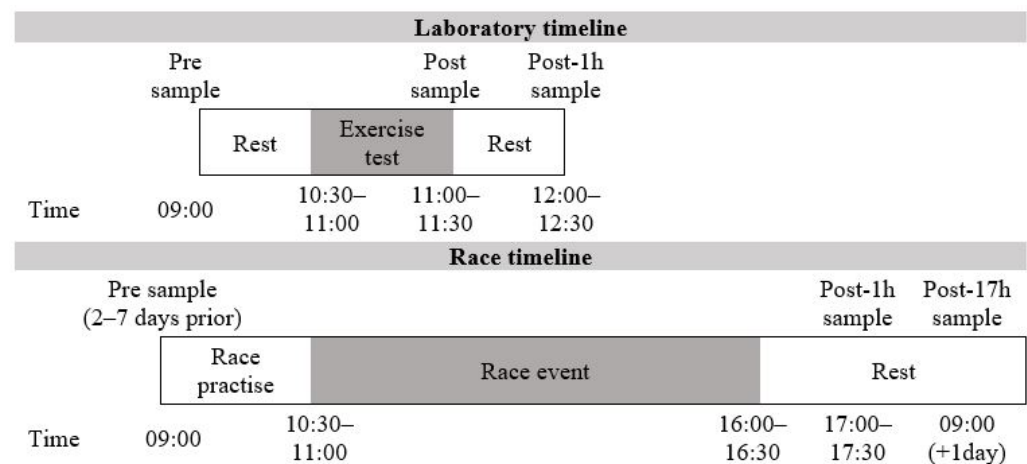 Laboratory timeline
Pre sample
Post sample
Post-1h sample
Rest
Exercise test
Rest
Time
09:00
10:30–11:00
11:00–11:30
12:00–12:30
Race timeline
Pre sample
(2–7 days prior)
Post-1h sample
Post-17h sample
Race practise
Race event
Rest
Time
09:00
10:30–11:00
16:00–16:30
17:00–17:30
09:00 (+1day)